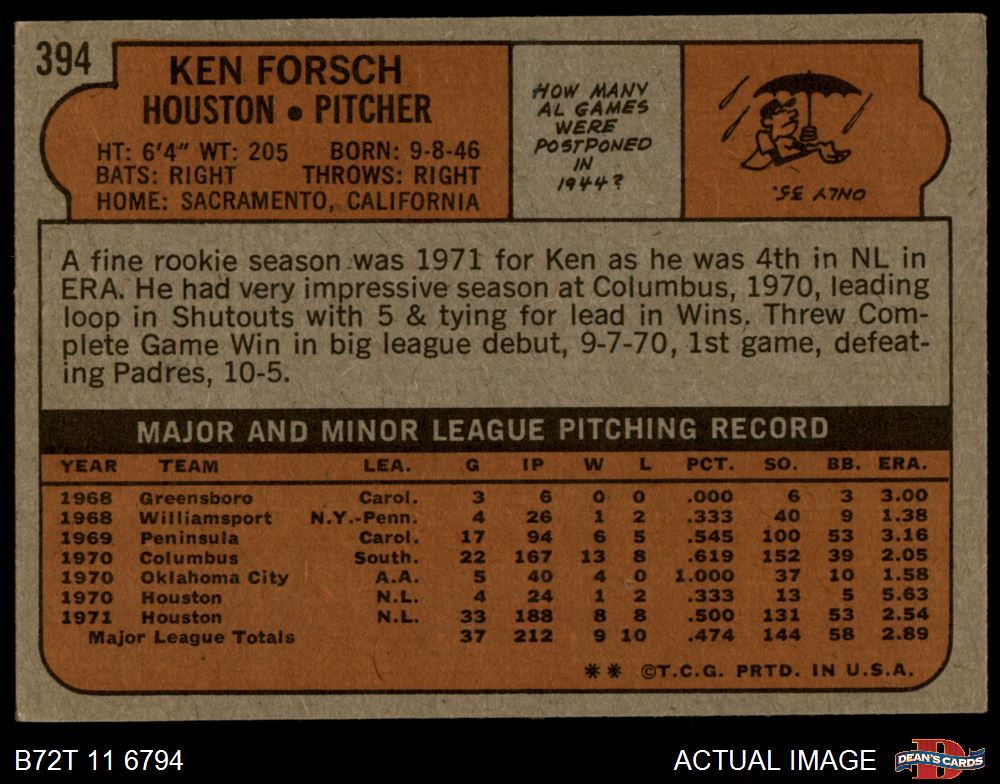 394
KEN FORSCH
HOUSTON • PITCHER
HT: 6'4" WT: 205 BORN: 9-8-46
BATS: RIGHT THROWS: RIGHT
HOME: SACRAMENTO, CALIFORNIA
HOW MANY
AL GAMES
WERE
POSTPONED
IN
1944?
ONLY 35.
A fine rookie season was 1971 for Ken as he was 4th in NL in
ERA. He had very impressive season at Columbus, 1970, leading
loop in Shutouts with 5 & tying for lead in Wins. Threw Com-
plete Game Win in big league debut, 9-7-70, 1st game, defeat-
ing Padres, 10-5.
MAJOR AND MINOR LEAGUE PITCHING RECORD
YEAR TEAM LEA. G IP W L PCT. SO. BB. ERA.
1968 Greensboro Carol. 3 6 0 0 .000 6 3 3.00
1968 Williamsport N.Y.-Penn. 4 26 1 2 .333 40 9 1.38
1969 Peninsula Carol. 17 94 6 5 .545 100 53 3.16
1970 Columbus South. 22 167 13 8 .619 152 39 2.05
1970 Oklahoma City A.A. 5 40 4 0 1.000 37 10 1.58
1970 Houston N.L. 4 24 1 2 .333 13 5 5.63
1971 Houston N.L. 33 188 8 8 .500 131 53 2.54
Major League Totals 37 212 9 10 .474 144 58 2.89
** ©T.C.G. PRTD. IN U.S.A.
B72T 11 6794 ACTUAL IMAGE
D
DEAN'S CARDS